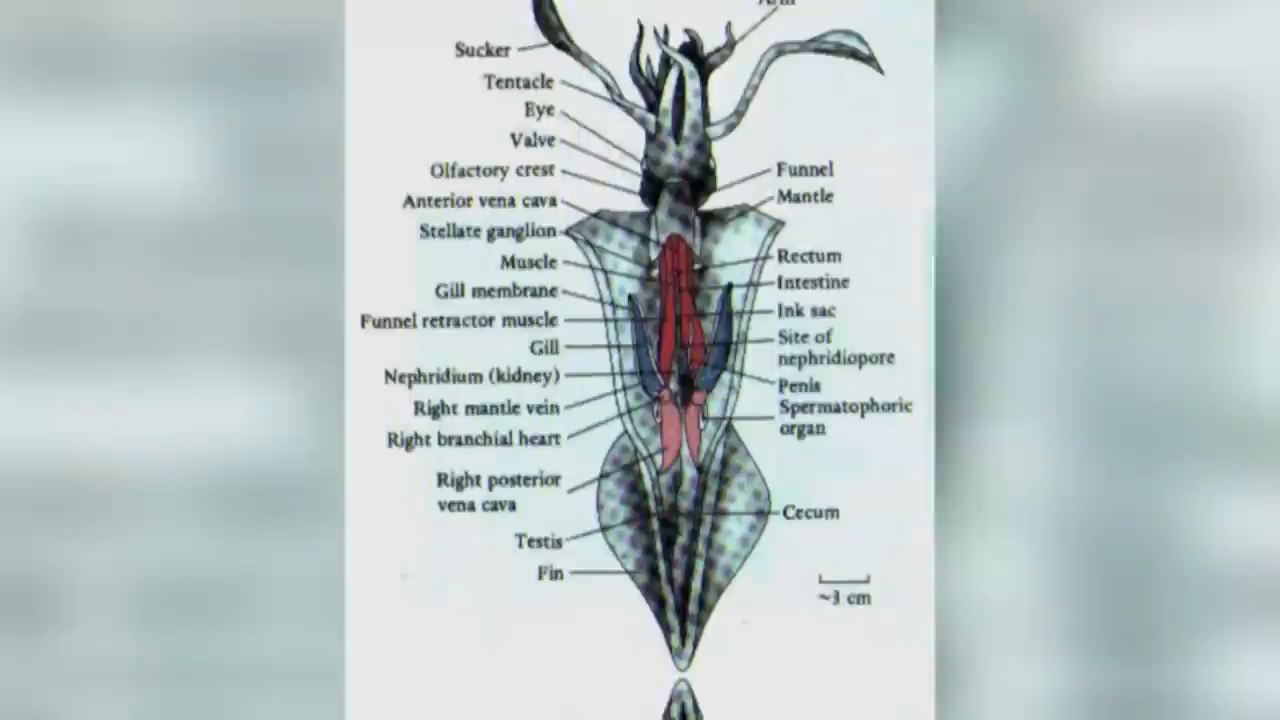 Arm
Sucker
Tentacle
Eye
Valve
Olfactory crest
Anterior vena cava
Stellate ganglion
Muscle
Gill membrane
Funnel retractor muscle
Gill
Nephridium (kidney)
Right mantle vein
Right branchial heart
Right posterior
vena cava
Testis
Fin
Funnel
Mantle
Rectum
Intestine
Ink sac
Site of
nephridiopore
Penis
Spermatophoric
organ
Cecum
~3 cm